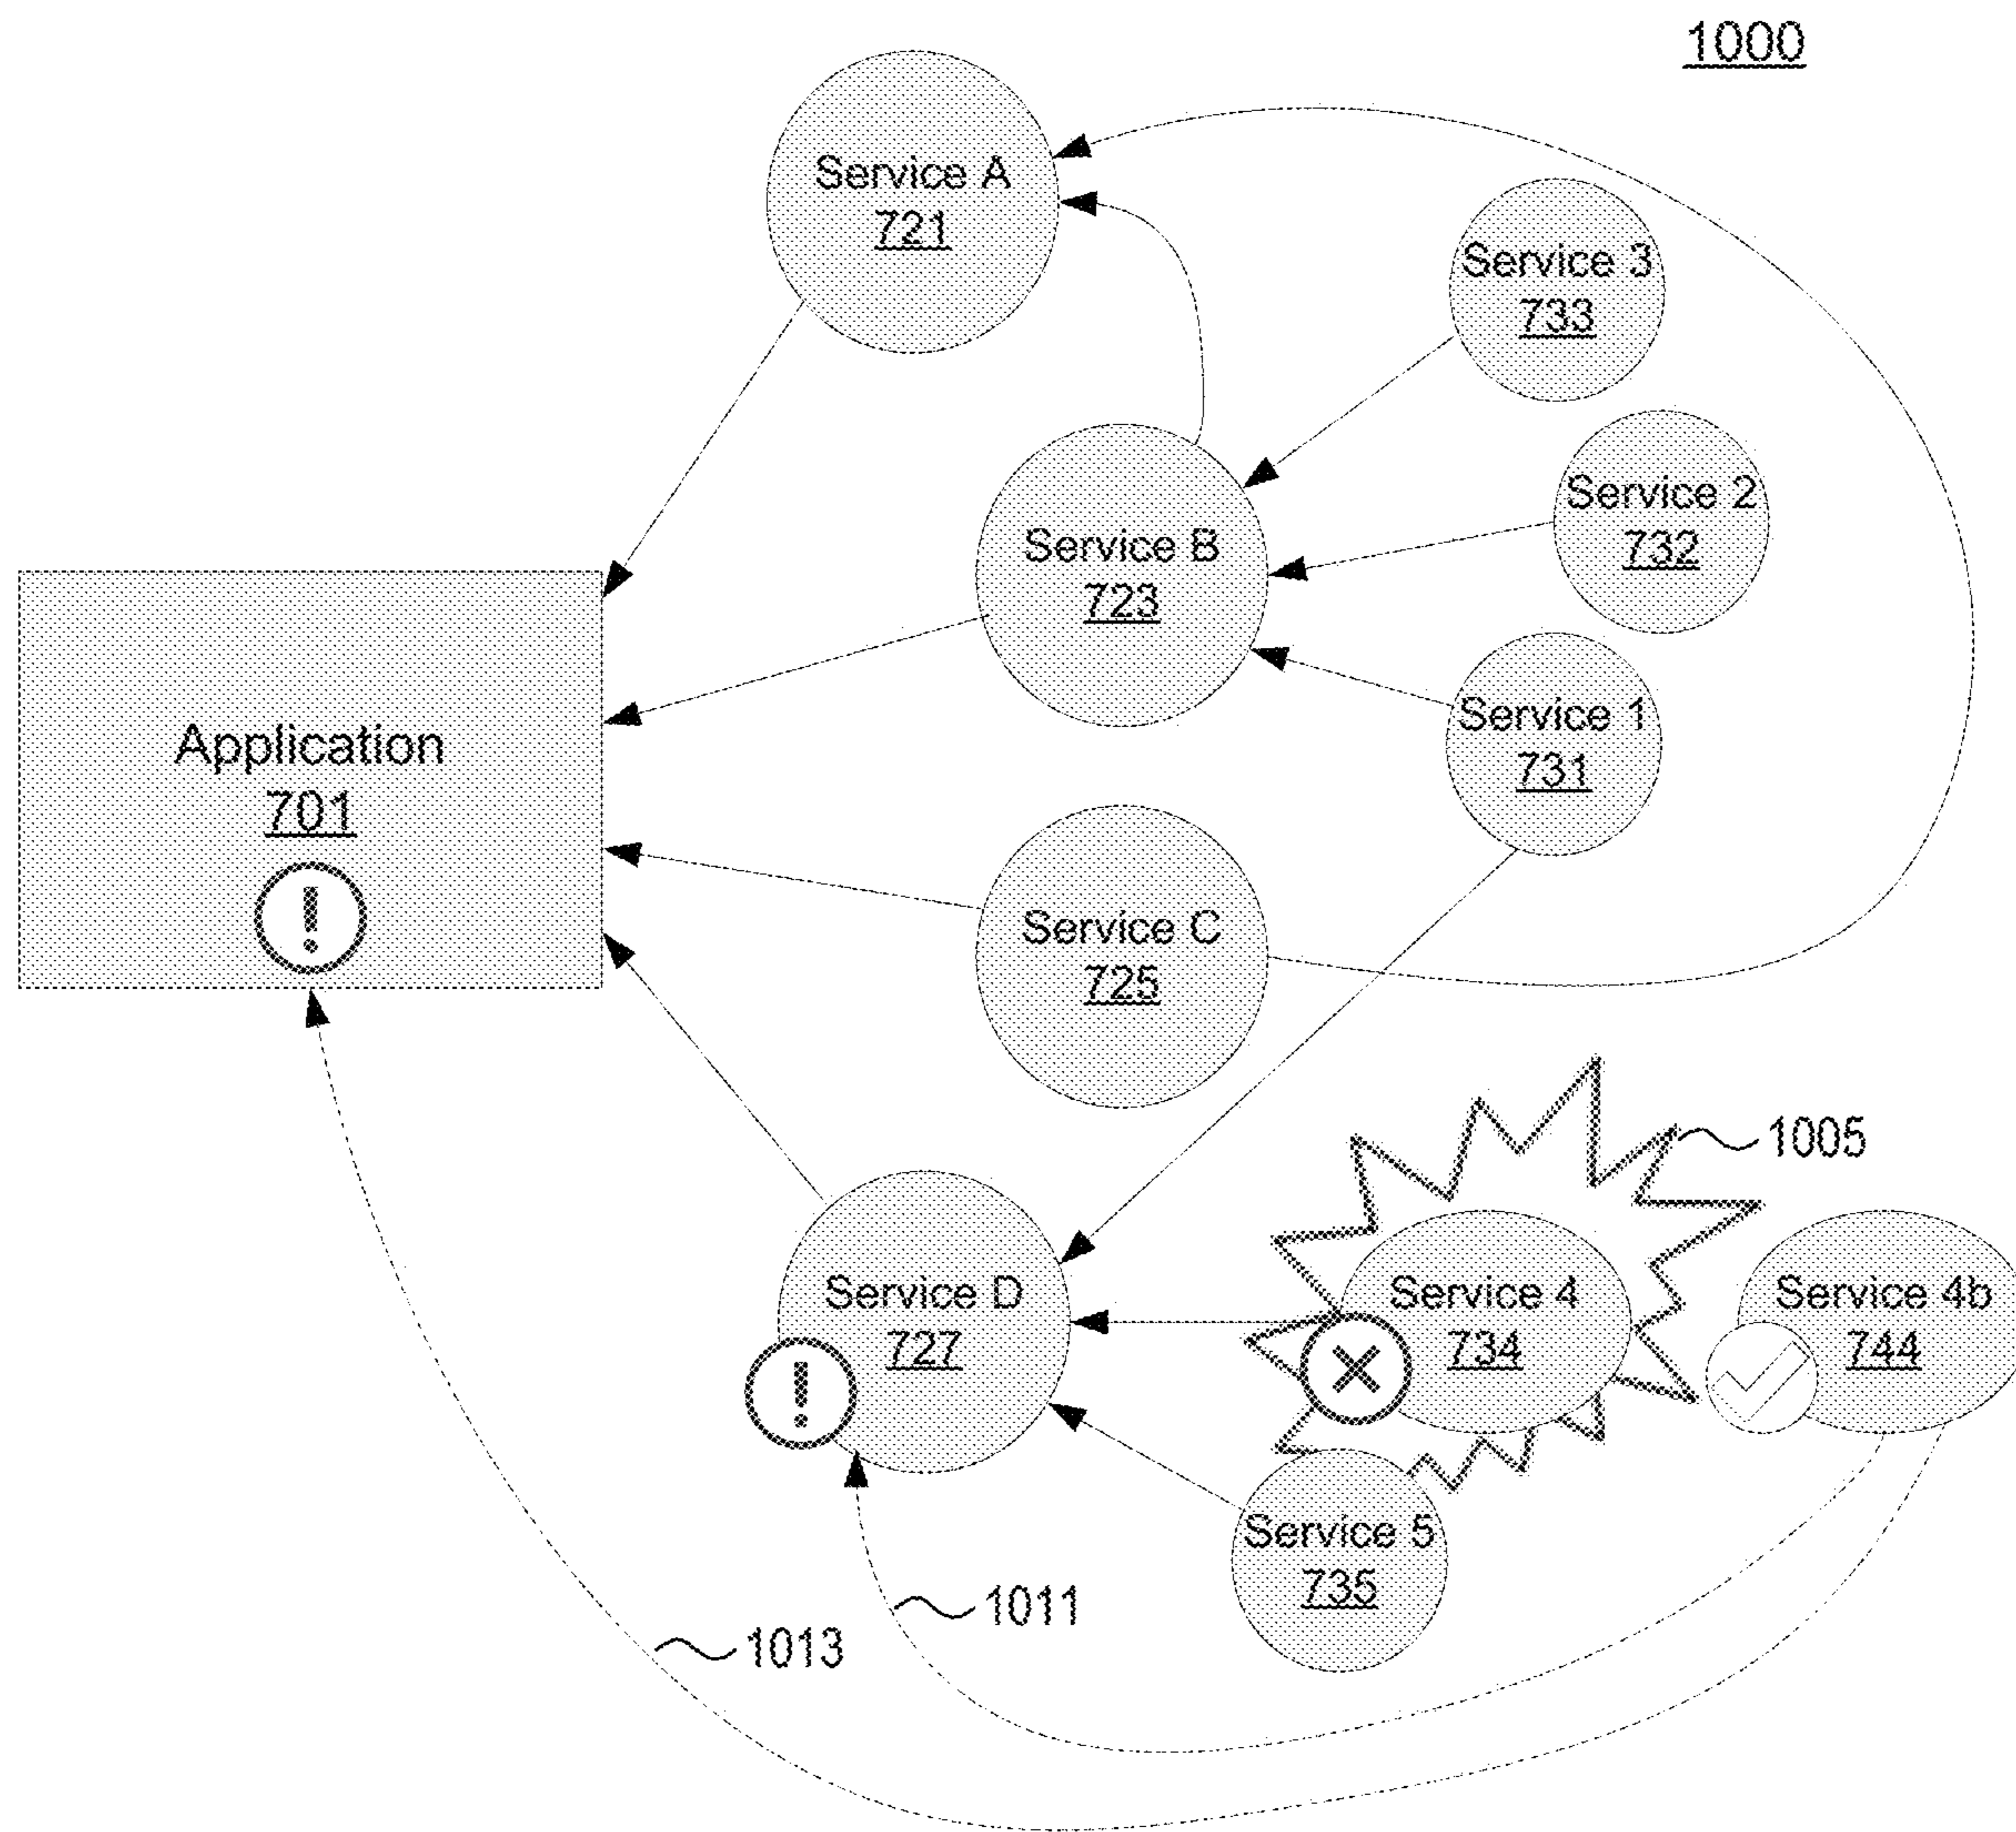 1000
Service A
721
Service 3
733
Service 2
732
Service B
723
Service 1
731
Application
701
!
Service C
725
1005
Service D
727
!
Service 4
734
Service 4b
744
Service 5
735
1011
1013